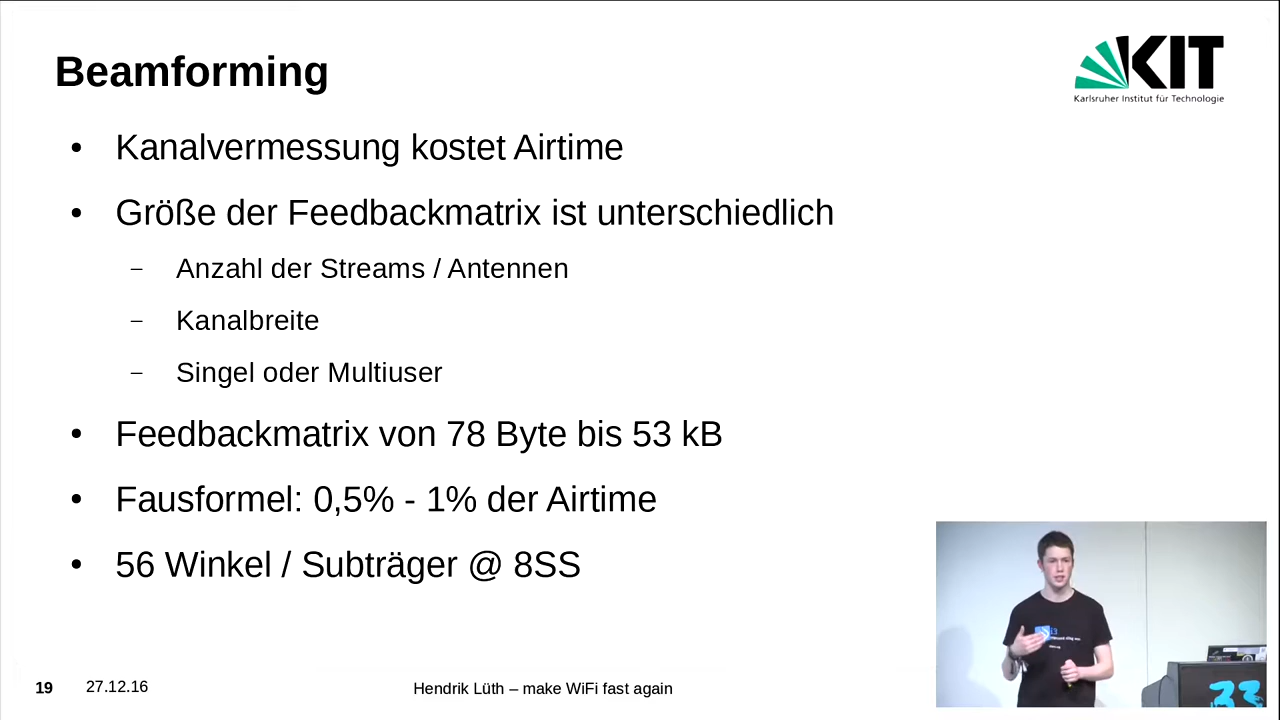 Beamforming
KIT
Karlsruher Institut für Technologie
• Kanalvermessung kostet Airtime
• Größe der Feedbackmatrix ist unterschiedlich
– Anzahl der Streams / Antennen
– Kanalbreite
– Singel oder Multiuser
• Feedbackmatrix von 78 Byte bis 53 kB
• Fausformel: 0,5% - 1% der Airtime
• 56 Winkel / Subträger @ 8SS
33
19 27.12.16 Hendrik Lüth – make WiFi fast again